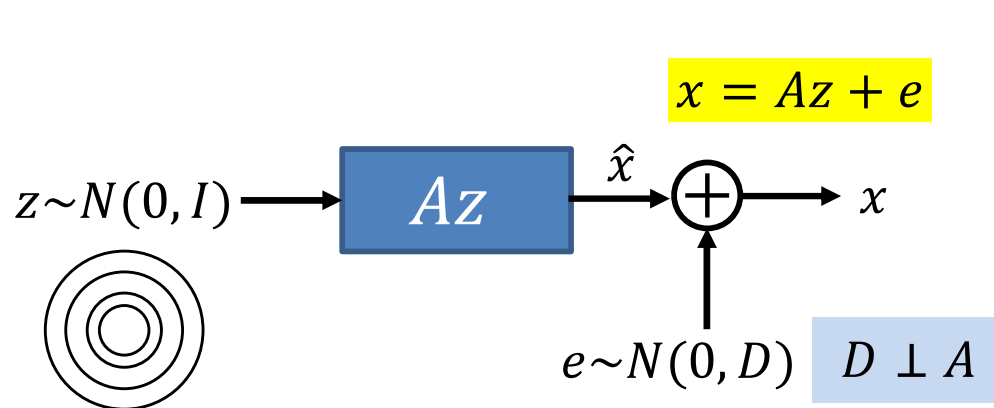 x = Az + e
x̂
z~N(0, I)
Az
x
e~N(0, D)
D ⊥ A